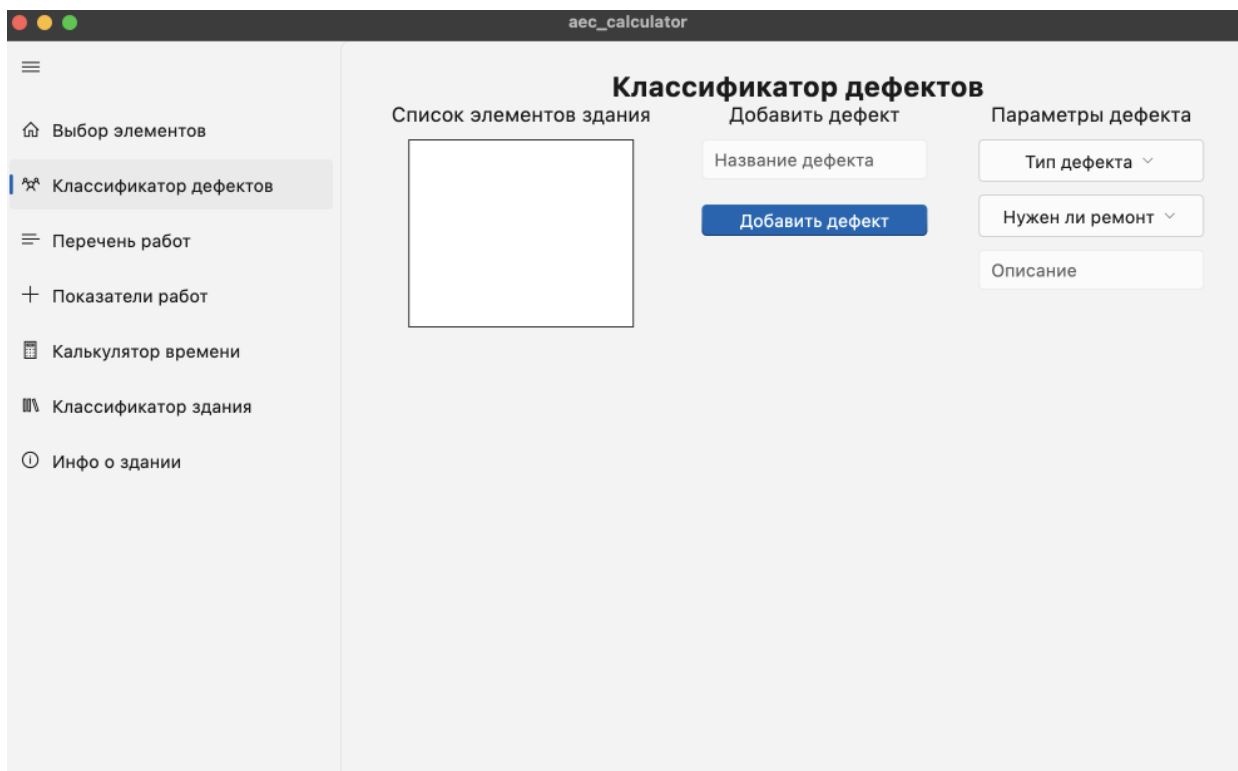 aec_calculator
Выбор элементов
Классификатор дефектов
Перечень работ
Показатели работ
Калькулятор времени
Классификатор здания
Инфо о здании
Классификатор дефектов
Список элементов здания
Добавить дефект
Название дефекта
Добавить дефект
Параметры дефекта
Тип дефекта
Нужен ли ремонт
Описание